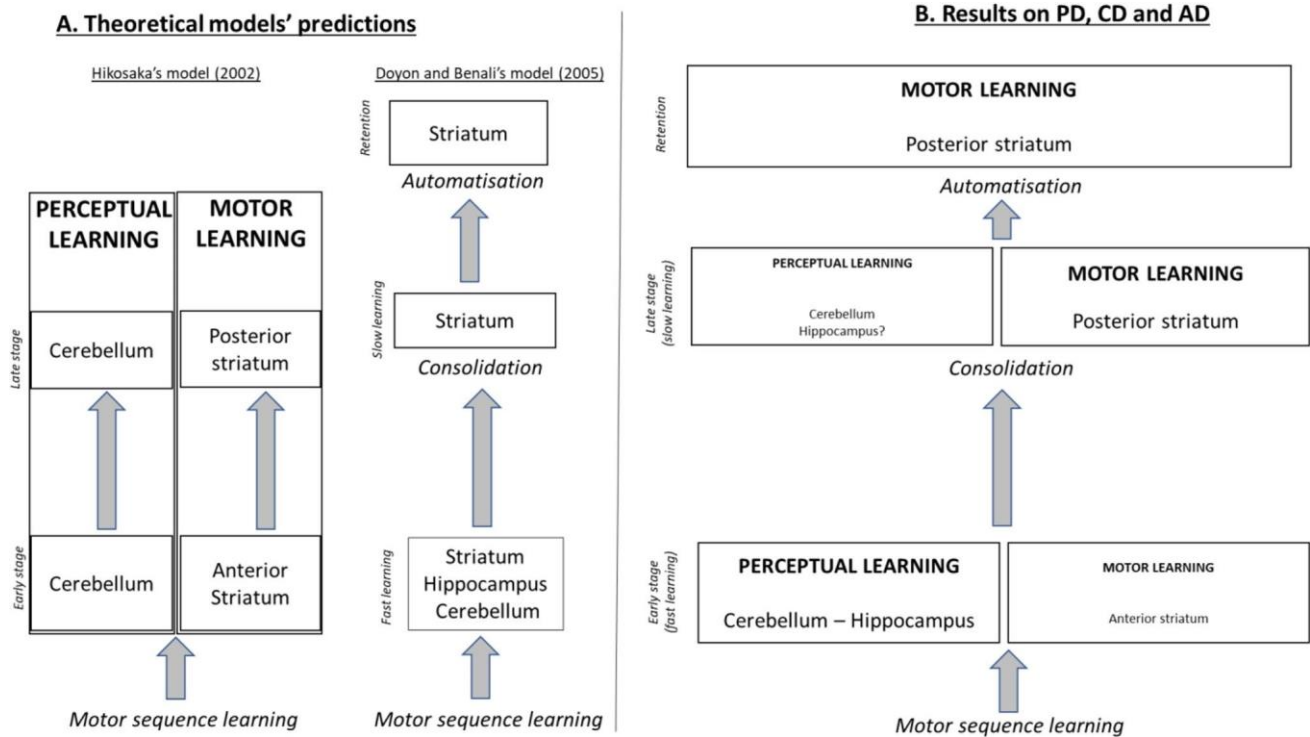 A. Theoretical models' predictions
Hikosaka's model (2002)
PERCEPTUAL
LEARNING
MOTOR
LEARNING
Late stage
Cerebellum
Posterior
striatum
Early stage
Cerebellum
Anterior
Striatum
Motor sequence learning
Doyon and Benali's model (2005)
Retention
Striatum
Automatisation
Slow learning
Striatum
Consolidation
Fast learning
Striatum
Hippocampus
Cerebellum
Motor sequence learning
B. Results on PD, CD and AD
Retention
MOTOR LEARNING
Posterior striatum
Automatisation
Late stage
(slow learning)
PERCEPTUAL LEARNING
Cerebellum
Hippocampus?
MOTOR LEARNING
Posterior striatum
Consolidation
Early stage
(fast learning)
PERCEPTUAL LEARNING
Cerebellum – Hippocampus
MOTOR LEARNING
Anterior striatum
Motor sequence learning